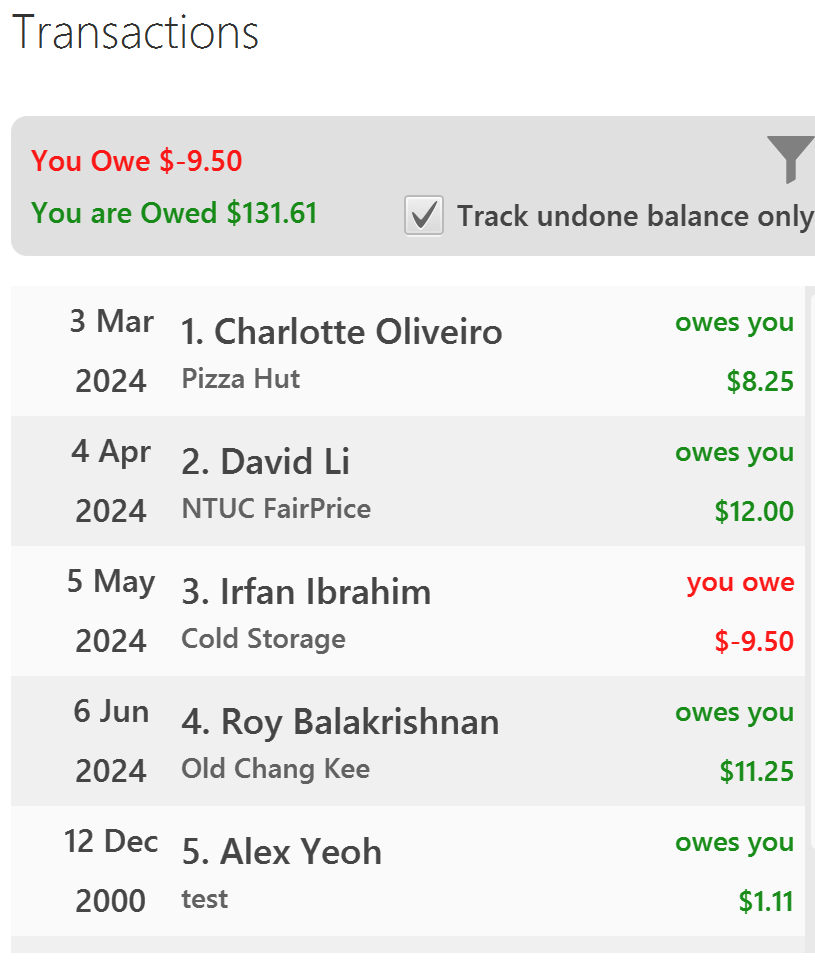 Transactions
You Owe $-9.50
You are Owed $131.61
Track undone balance only
3 Mar 2024
1. Charlotte Oliveiro
Pizza Hut
owes you
$8.25
4 Apr 2024
2. David Li
NTUC FairPrice
owes you
$12.00
5 May 2024
3. Irfan Ibrahim
Cold Storage
you owe
$-9.50
6 Jun 2024
4. Roy Balakrishnan
Old Chang Kee
owes you
$11.25
12 Dec 2000
5. Alex Yeoh
test
owes you
$1.11